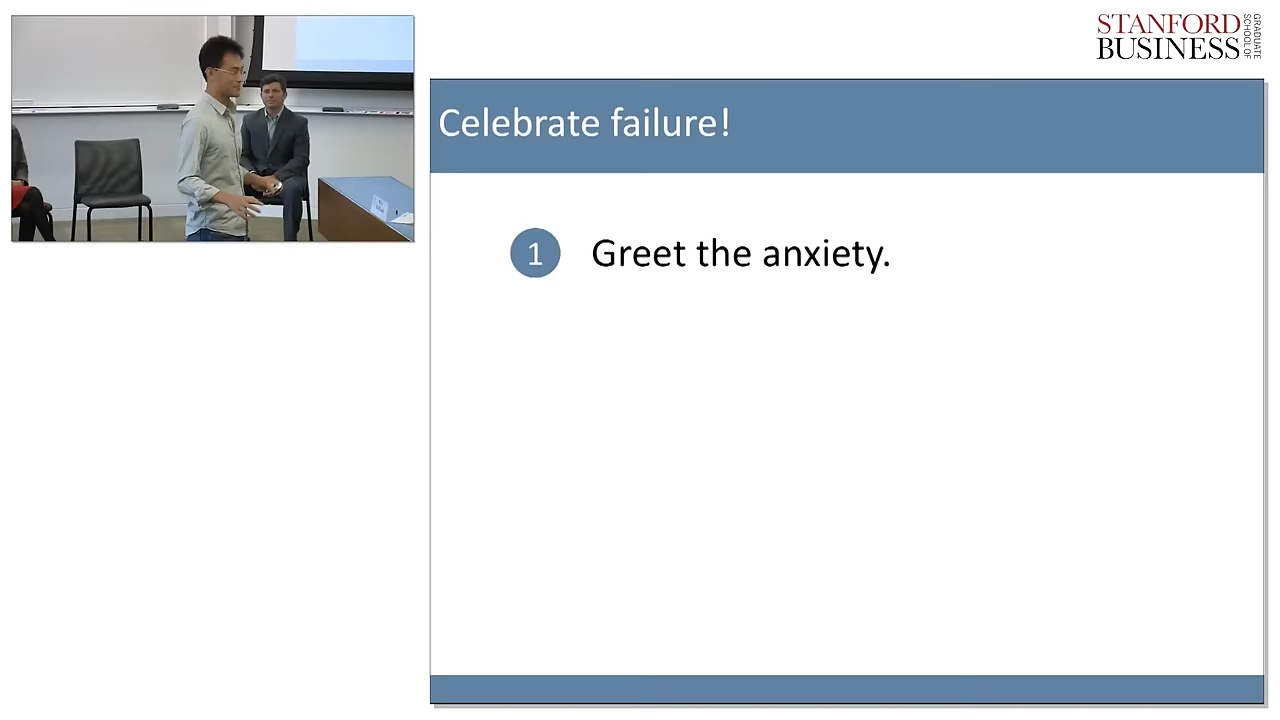 STANFORD
BUSINESS
GRADUATE
SCHOOL OF
Celebrate failure!
1 Greet the anxiety.